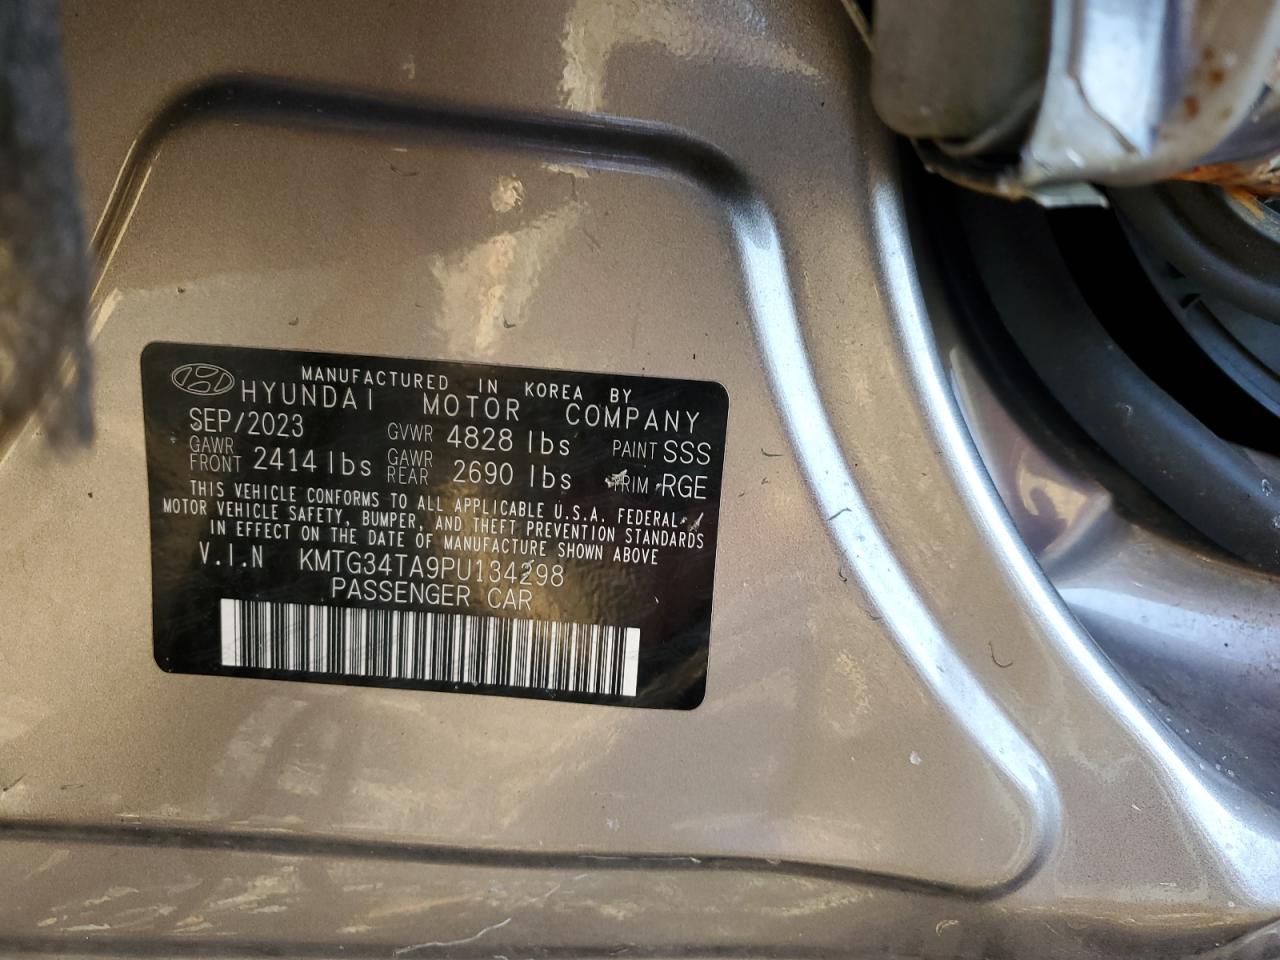 MANUFACTURED IN KOREA BY
HYUNDAI MOTOR COMPANY
SEP/2023 GVWR 4828 lbs PAINT SSS
GAWR FRONT 2414 lbs GAWR REAR 2690 lbs TRIM RGE
THIS VEHICLE CONFORMS TO ALL APPLICABLE U.S.A. FEDERAL
MOTOR VEHICLE SAFETY, BUMPER, AND THEFT PREVENTION STANDARDS
IN EFFECT ON THE DATE OF MANUFACTURE SHOWN ABOVE
V.I.N KMTG34TA9PU134298
PASSENGER CAR